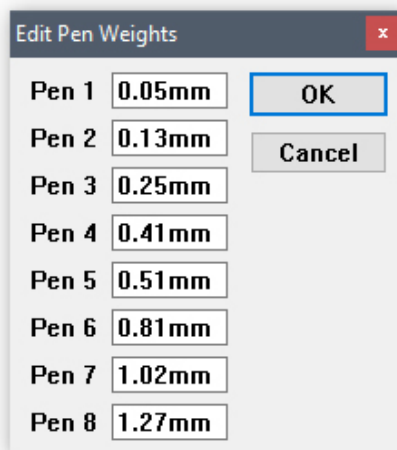 Edit Pen Weights x
Pen 1 0.05mm OK
Pen 2 0.13mm Cancel
Pen 3 0.25mm
Pen 4 0.41mm
Pen 5 0.51mm
Pen 6 0.81mm
Pen 7 1.02mm
Pen 8 1.27mm